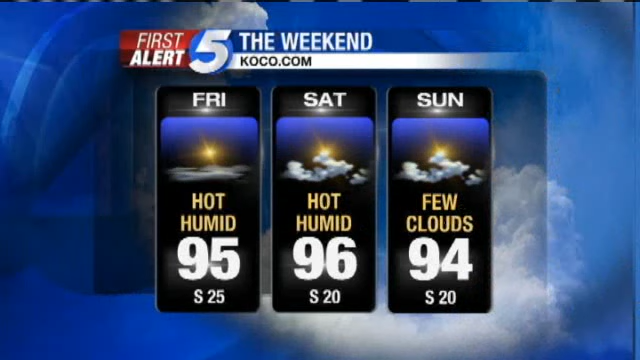 FIRST ALERT 5
THE WEEKEND
KOCO.COM
FRI
HOT
HUMID
95
S 25
SAT
HOT
HUMID
96
S 20
SUN
FEW
CLOUDS
94
S 20